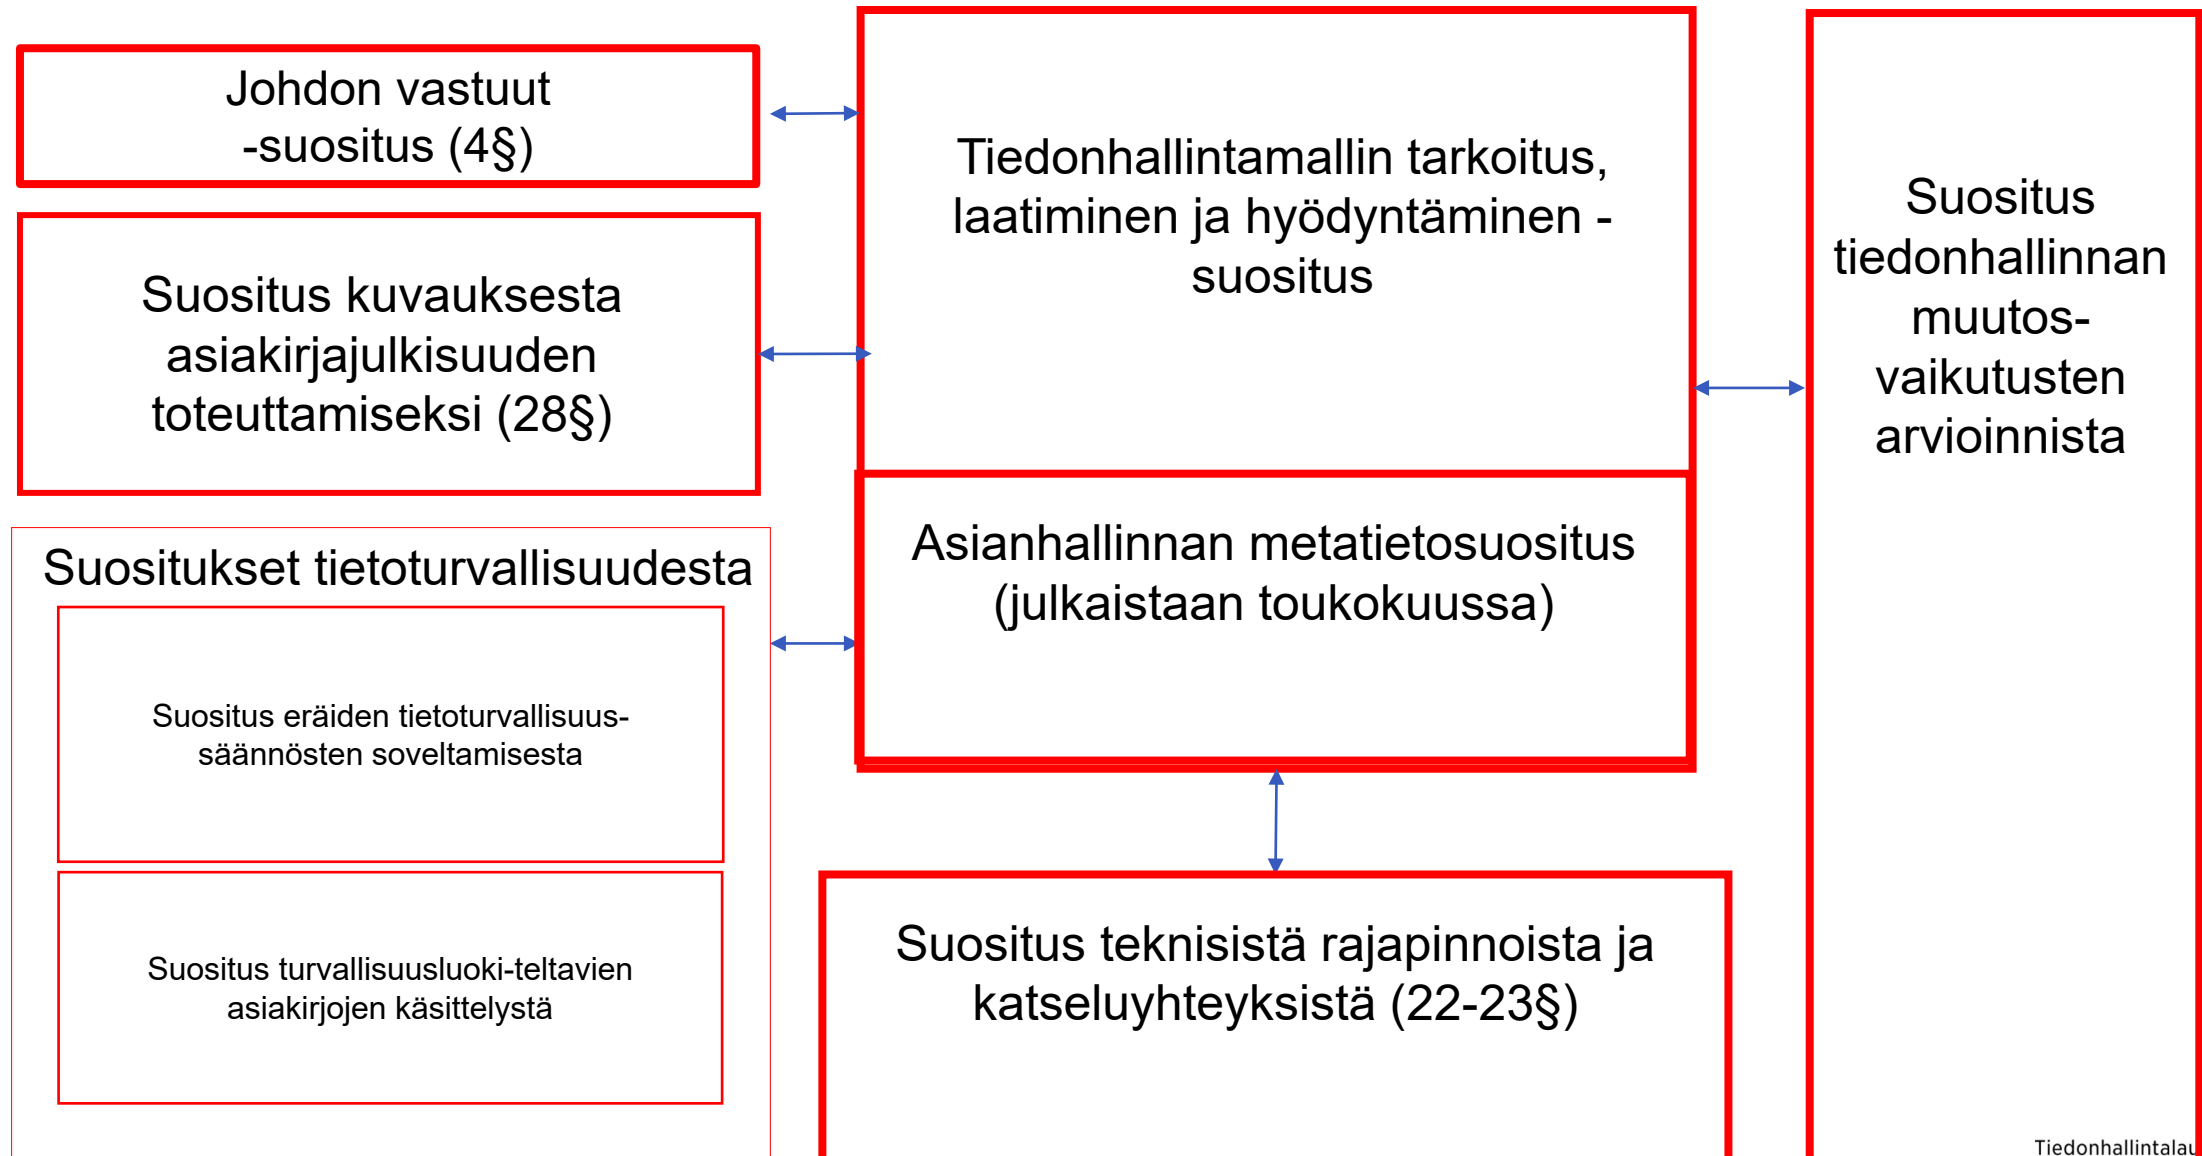 Johdon vastuut
-suositus (4§)
Suositus kuvauksesta
asiakirjajulkisuuden
toteuttamiseksi (28§)
Suositukset tietoturvallisuudesta
Suositus eräiden tietoturvallisuus-
säännösten soveltamisesta
Suositus turvallisuusluoki-teltavien
asiakirjojen käsittelystä
Tiedonhallintamallin tarkoitus,
laatiminen ja hyödyntäminen -
suositus
Asianhallinnan metatietosuositus
(julkaistaan toukokuussa)
Suositus teknisistä rajapinnoista ja
katseluyhteyksistä (22-23§)
Suositus
tiedonhallinnan
muutos-
vaikutusten
arvioinnista
Tiedonhallintalau